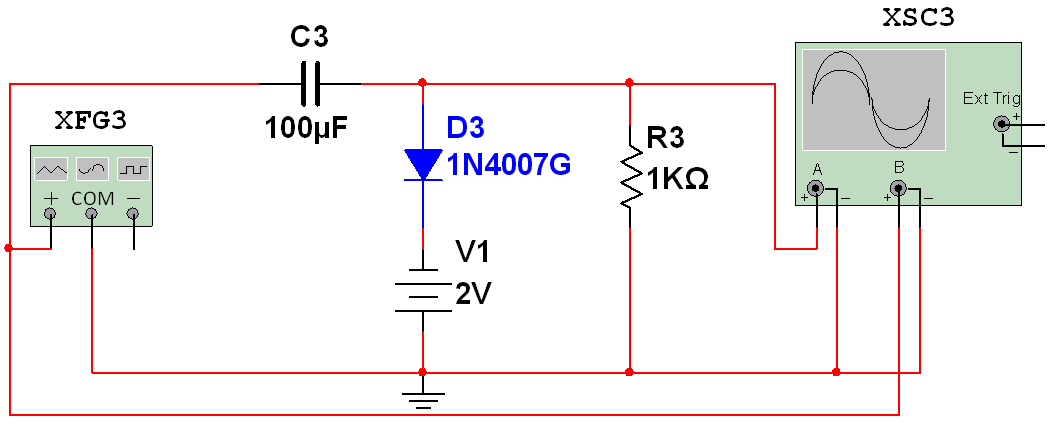 XSC3
C3
Ext Trig
+
−
XFG3
100µF
D3
1N4007G
R3
1KΩ
A
B
+
−
+
−
+
COM
−
V1
2V